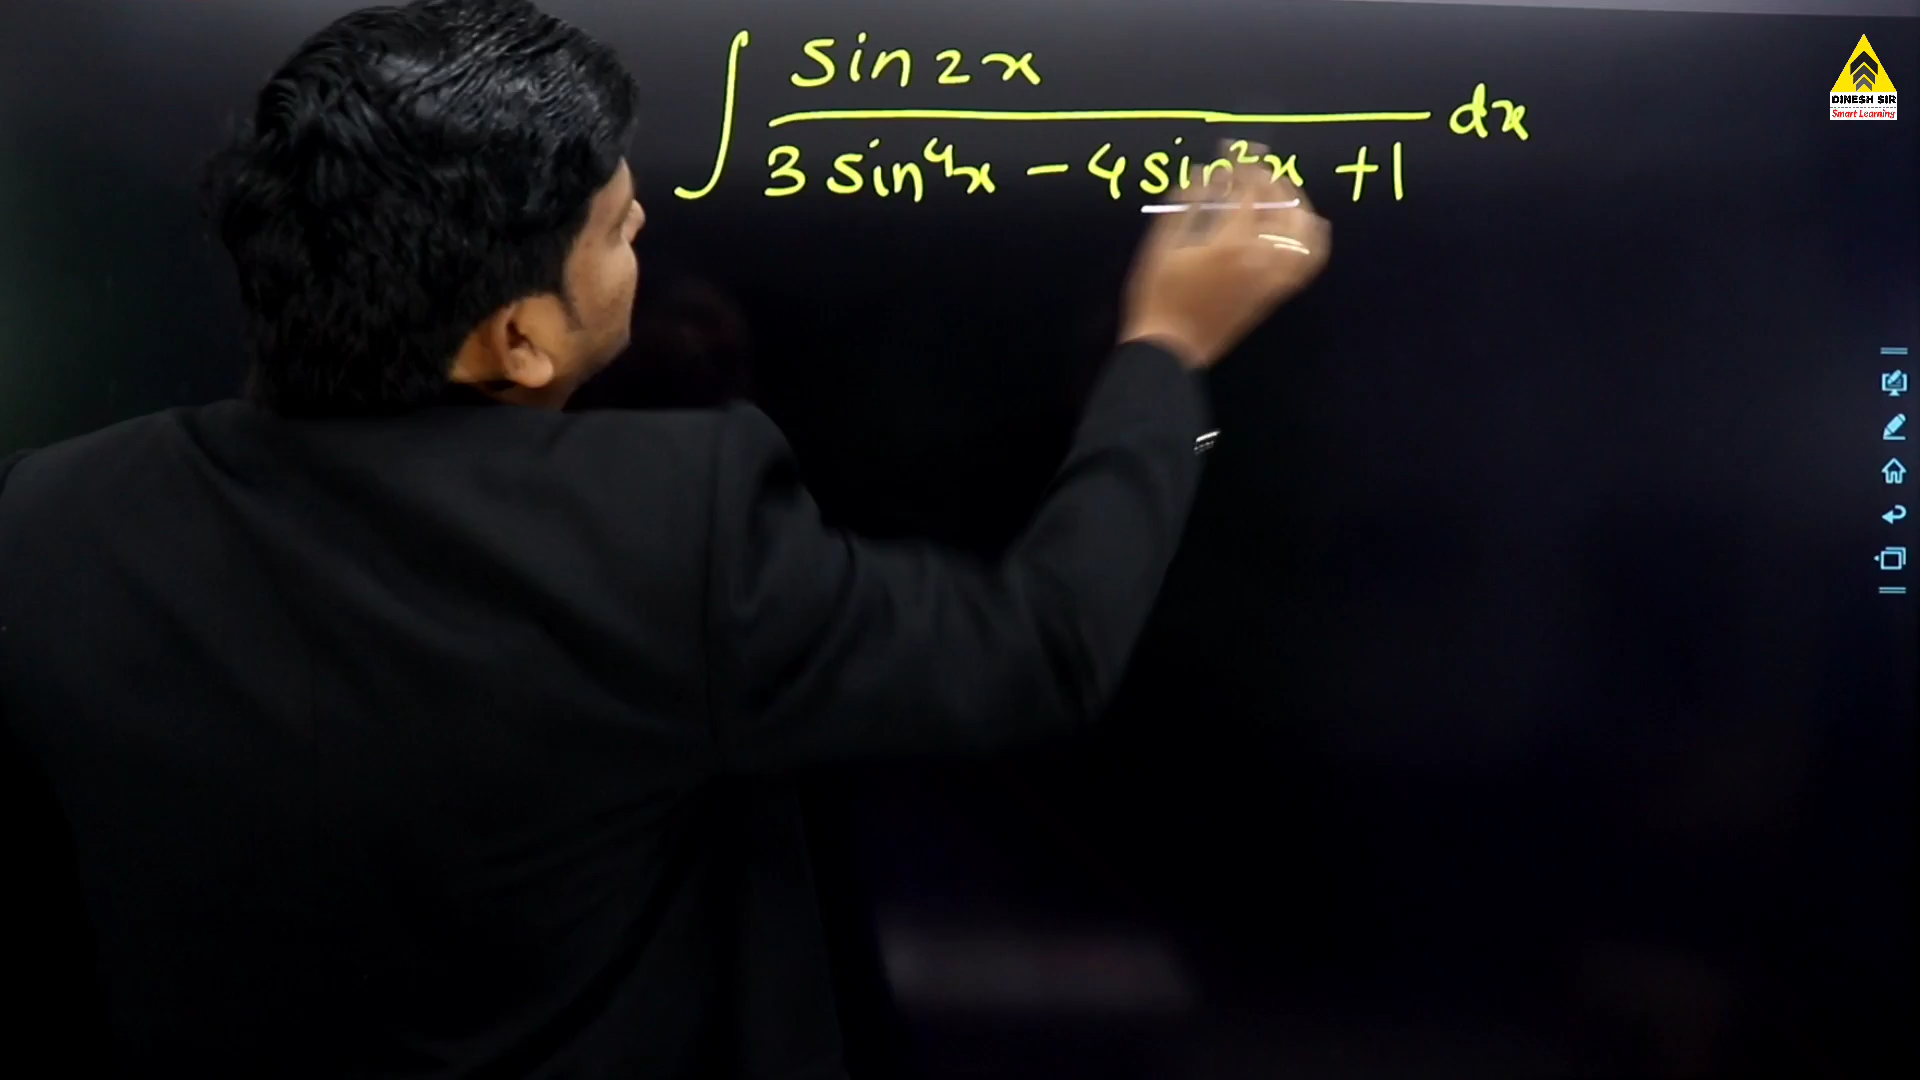 ∫ sin 2x / (3 sin⁴x - 4 sin²x + 1) dx
DINESH SIR
Smart Learning